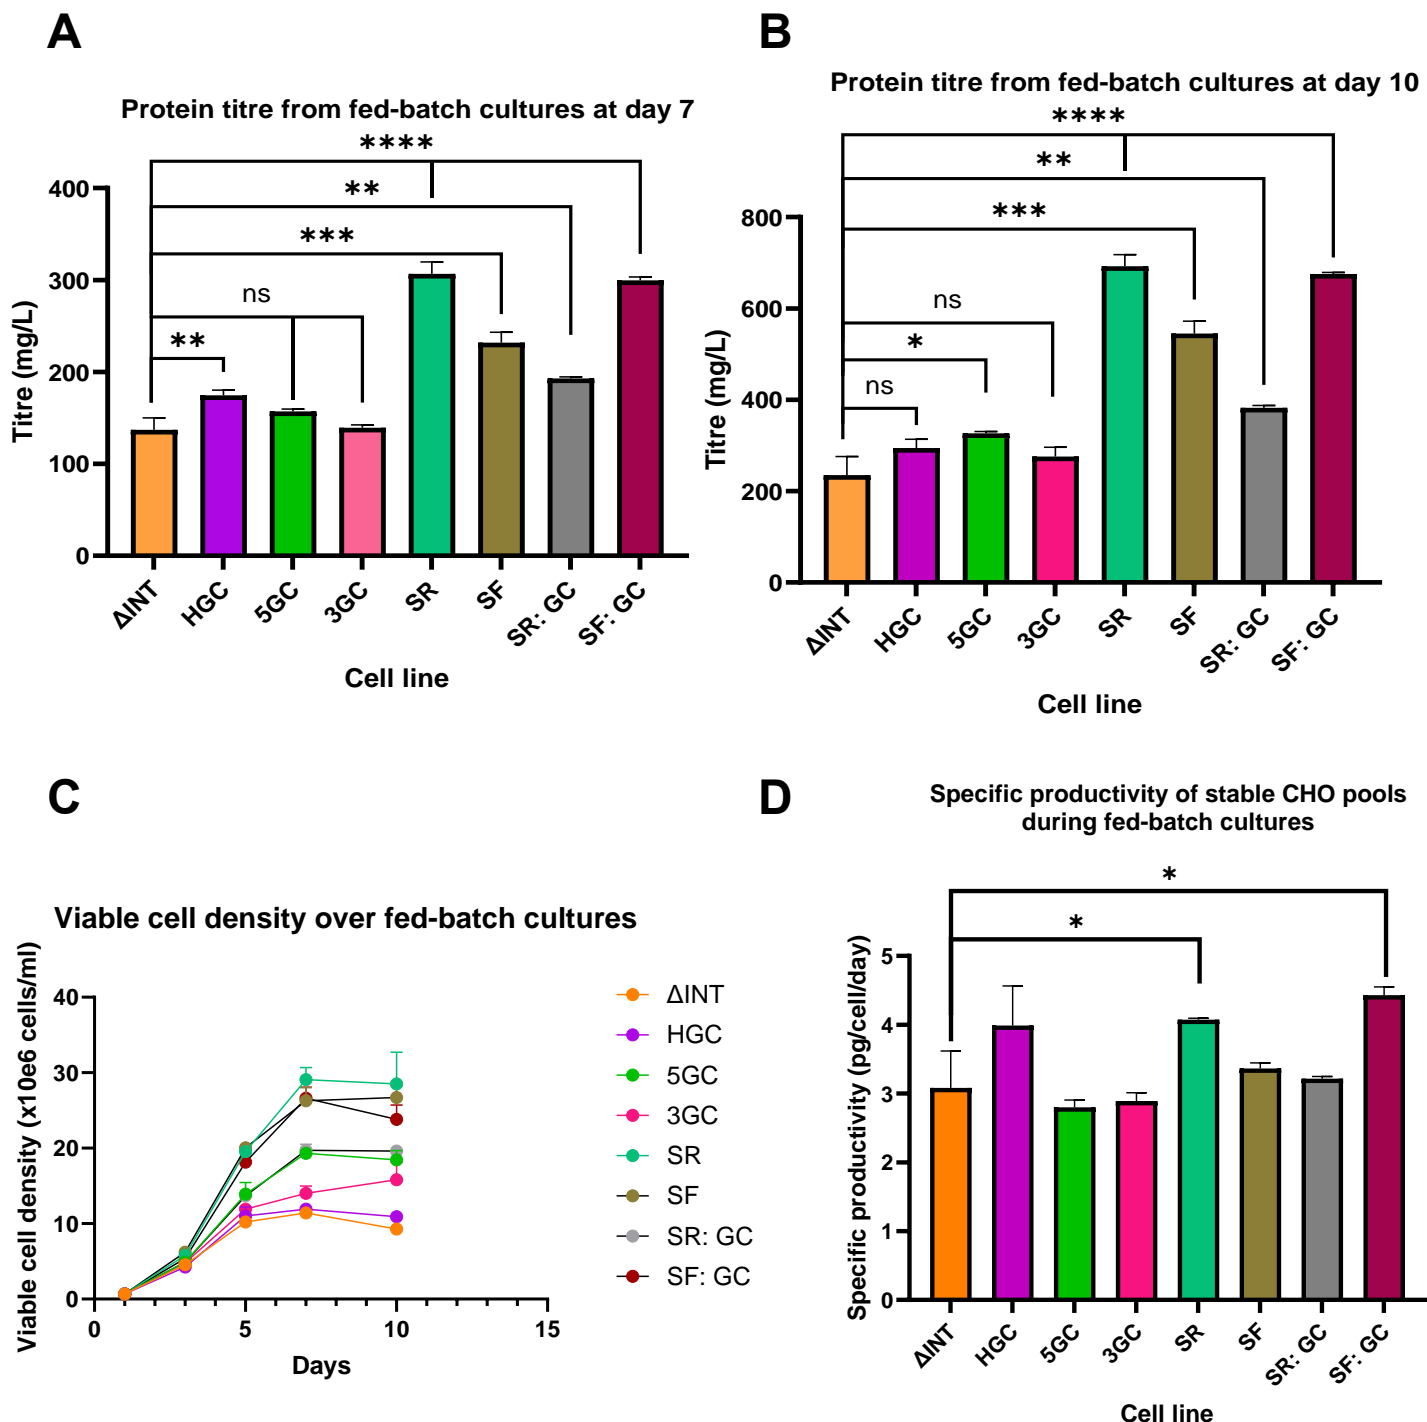 A
Protein titre from fed-batch cultures at day 7
****
**
***
ns
**
Titre (mg/L)
400
300
200
100
0
ΔINT
HGC
5GC
3GC
SR
SF
SR: GC
SF: GC
Cell line
B
Protein titre from fed-batch cultures at day 10
****
**
***
ns
*
ns
Titre (mg/L)
800
600
400
200
0
ΔINT
HGC
5GC
3GC
SR
SF
SR: GC
SF: GC
Cell line
C
Viable cell density over fed-batch cultures
Viable cell density (x10e6 cells/ml)
40
30
20
10
0
0
5
10
15
Days
ΔINT
HGC
5GC
3GC
SR
SF
SR: GC
SF: GC
D
Specific productivity of stable CHO pools
during fed-batch cultures
*
*
Specific productivity (pg/cell/day)
5
4
3
2
1
0
ΔINT
HGC
5GC
3GC
SR
SF
SR: GC
SF: GC
Cell line